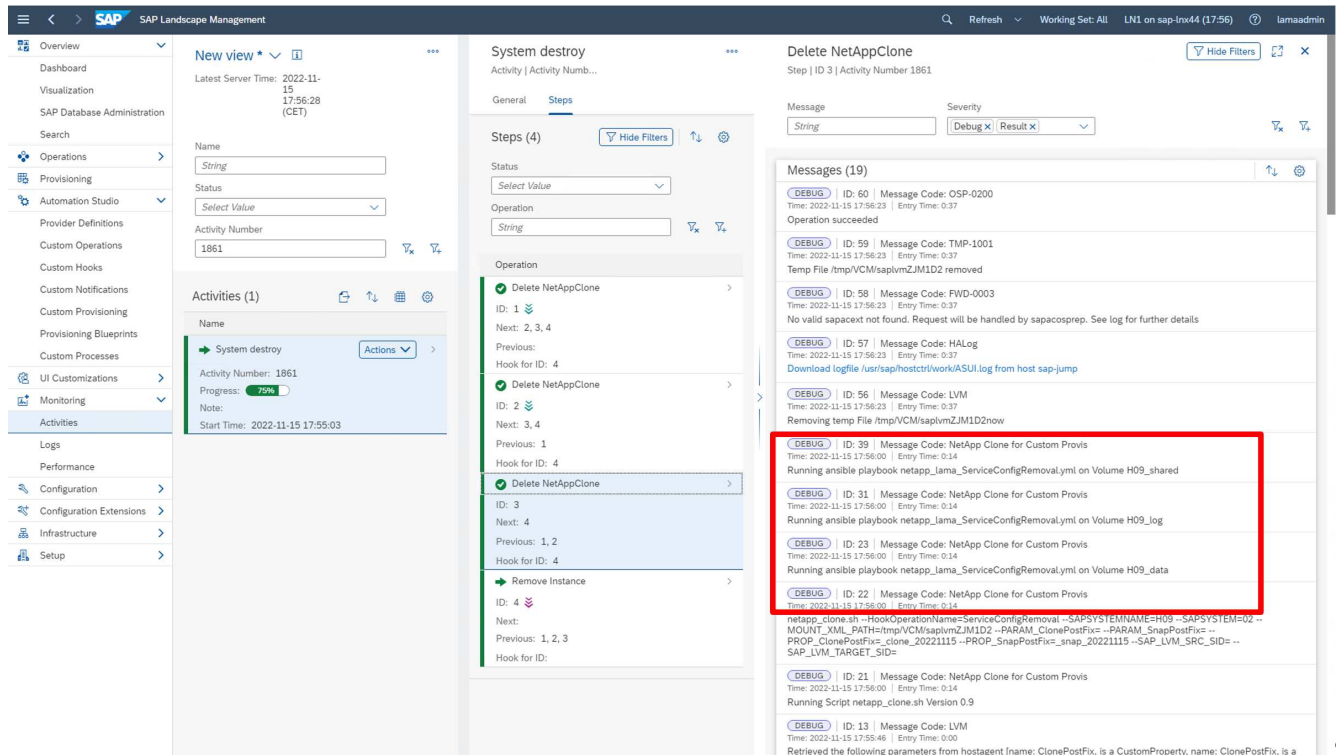 SAP
SAP Landscape Management
Refresh
Working Set: All
LN1 on sap-lnx44 (17:56)
lamaadmin
Overview
Dashboard
Visualization
SAP Database Administration
Search
Operations
Provisioning
Automation Studio
Provider Definitions
Custom Operations
Custom Hooks
Custom Notifications
Custom Provisioning
Provisioning Blueprints
Custom Processes
UI Customizations
Monitoring
Activities
Logs
Performance
Configuration
Configuration Extensions
Infrastructure
Setup
New view *
Latest Server Time: 2022-11-
15
17:56:28
(CET)
Name
String
Status
Select Value
Activity Number
1861
Activities (1)
Name
System destroy
Actions
Activity Number: 1861
Progress: 75%
Note:
Start Time: 2022-11-15 17:55:03
System destroy
Activity | Activity Numb...
General Steps
Steps (4)
Hide Filters
Status
Select Value
Operation
String
Operation
Delete NetAppClone
ID: 1
Next: 2, 3, 4
Previous:
Hook for ID: 4
Delete NetAppClone
ID: 2
Next: 3, 4
Previous: 1
Hook for ID: 4
Delete NetAppClone
ID: 3
Next: 4
Previous: 1, 2
Hook for ID: 4
Remove Instance
ID: 4
Next:
Previous: 1, 2, 3
Hook for ID:
Delete NetAppClone
Hide Filters
Step | ID 3 | Activity Number 1861
Message
String
Severity
Debug Result
Messages (19)
DEBUG | ID: 60 | Message Code: OSP-0200
Time: 2022-11-15 17:56:23 | Entry Time: 0:37
Operation succeeded
DEBUG | ID: 59 | Message Code: TMP-1001
Time: 2022-11-15 17:56:23 | Entry Time: 0:37
Temp File /tmp/VCM/saplvmZJM1D2 removed
DEBUG | ID: 58 | Message Code: FWD-0003
Time: 2022-11-15 17:56:23 | Entry Time: 0:37
No valid sapacext not found. Request will be handled by sapacosprep. See log for further details
DEBUG | ID: 57 | Message Code: HALog
Time: 2022-11-15 17:56:23 | Entry Time: 0:37
Download logfile /usr/sap/hostctrl/work/ASUI.log from host sap-jump
DEBUG | ID: 56 | Message Code: LVM
Time: 2022-11-15 17:56:23 | Entry Time: 0:37
Removing temp File /tmp/VCM/saplvmZJM1D2now
DEBUG | ID: 39 | Message Code: NetApp Clone for Custom Provis
Time: 2022-11-15 17:56:00 | Entry Time: 0:14
Running ansible playbook netapp_lama_ServiceConfigRemoval.yml on Volume H09_shared
DEBUG | ID: 31 | Message Code: NetApp Clone for Custom Provis
Time: 2022-11-15 17:56:00 | Entry Time: 0:14
Running ansible playbook netapp_lama_ServiceConfigRemoval.yml on Volume H09_log
DEBUG | ID: 23 | Message Code: NetApp Clone for Custom Provis
Time: 2022-11-15 17:56:00 | Entry Time: 0:14
Running ansible playbook netapp_lama_ServiceConfigRemoval.yml on Volume H09_data
DEBUG | ID: 22 | Message Code: NetApp Clone for Custom Provis
Time: 2022-11-15 17:56:00 | Entry Time: 0:14
netapp_clone.sh --HookOperationName=ServiceConfigRemoval --SAPSYSTEMNAME=H09 --SAPSYSTEM=02 --
MOUNT_XML_PATH=/tmp/VCM/saplvmZJM1D2 --PARAM_ClonePostFix= --PARAM_SnapPostFix= --
PROP_ClonePostFix=_clone_20221115 --PROP_SnapPostFix=_snap_20221115 --SAP_LVM_SRC_SID= --
SAP_LVM_TARGET_SID=
DEBUG | ID: 21 | Message Code: NetApp Clone for Custom Provis
Time: 2022-11-15 17:56:00 | Entry Time: 0:14
Running Script netapp_clone.sh Version 0.9
DEBUG | ID: 13 | Message Code: LVM
Time: 2022-11-15 17:55:46 | Entry Time: 0:00
Retrieved the following parameters from hostagent [name: ClonePostFix, is a CustomProperty, name: ClonePostFix, is a